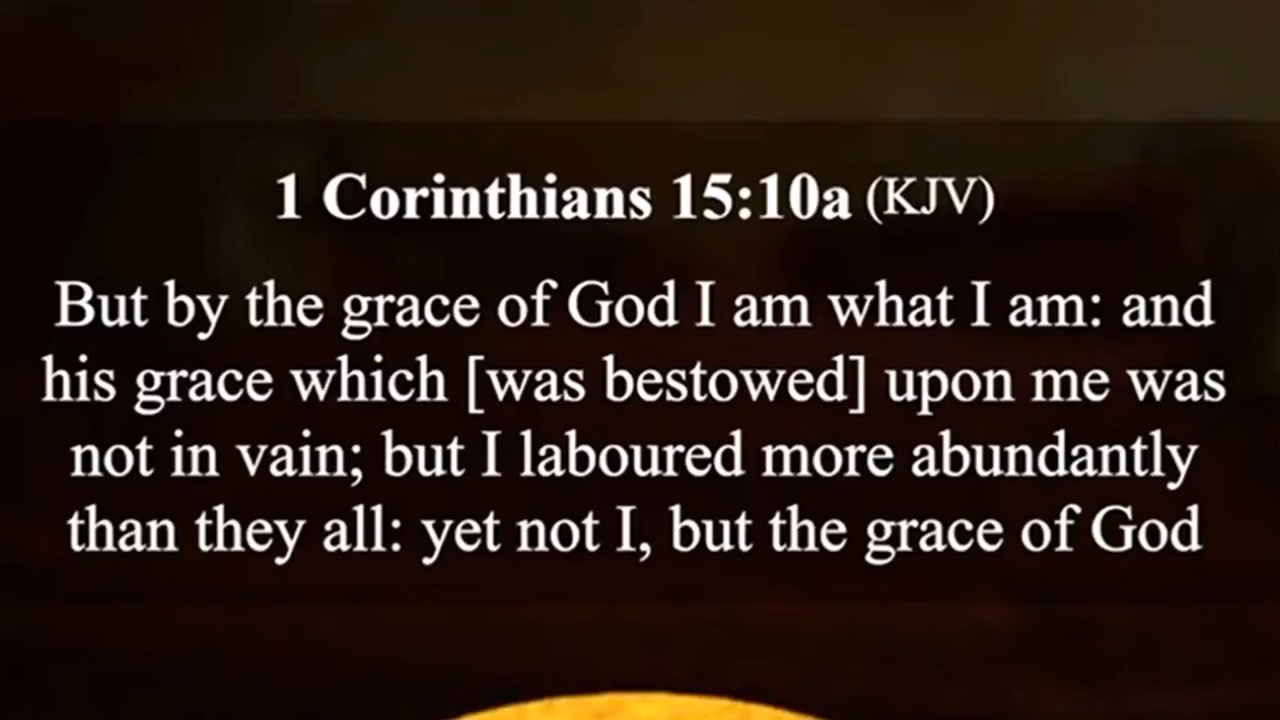 1 Corinthians 15:10a (KJV)
But by the grace of God I am what I am: and
his grace which [was bestowed] upon me was
not in vain; but I laboured more abundantly
than they all: yet not I, but the grace of God